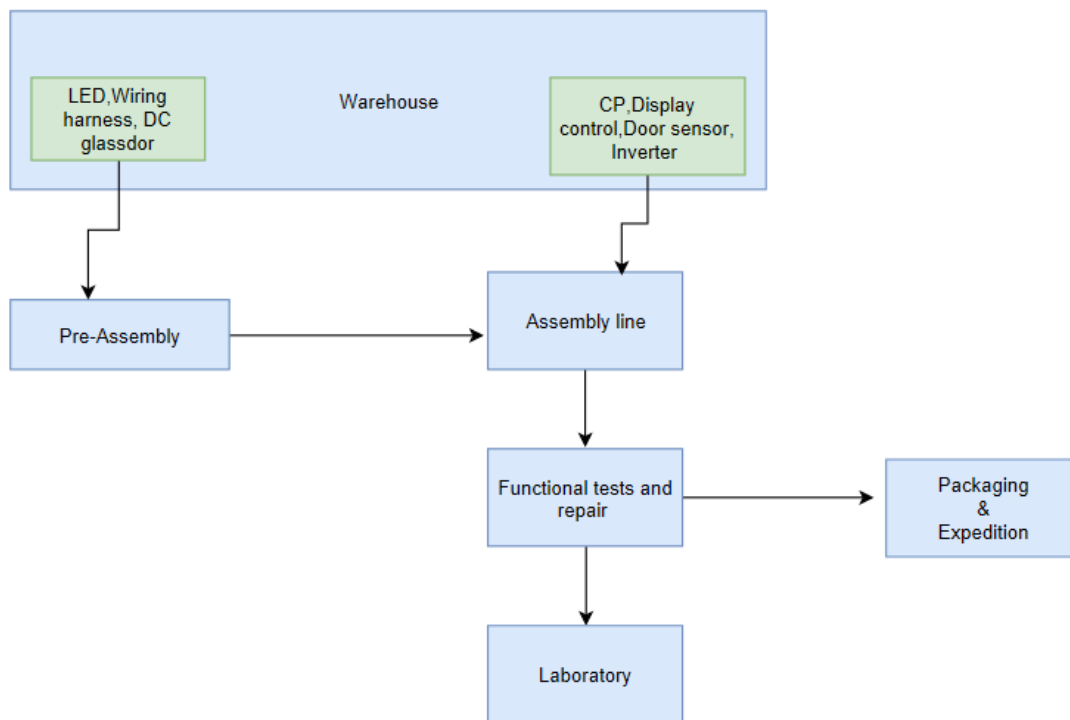 LED,Wiring
harness, DC
glassdor
Warehouse
CP,Display
control,Door sensor,
Inverter
Pre-Assembly
Assembly line
Functional tests and
repair
Packaging
&
Expedition
Laboratory